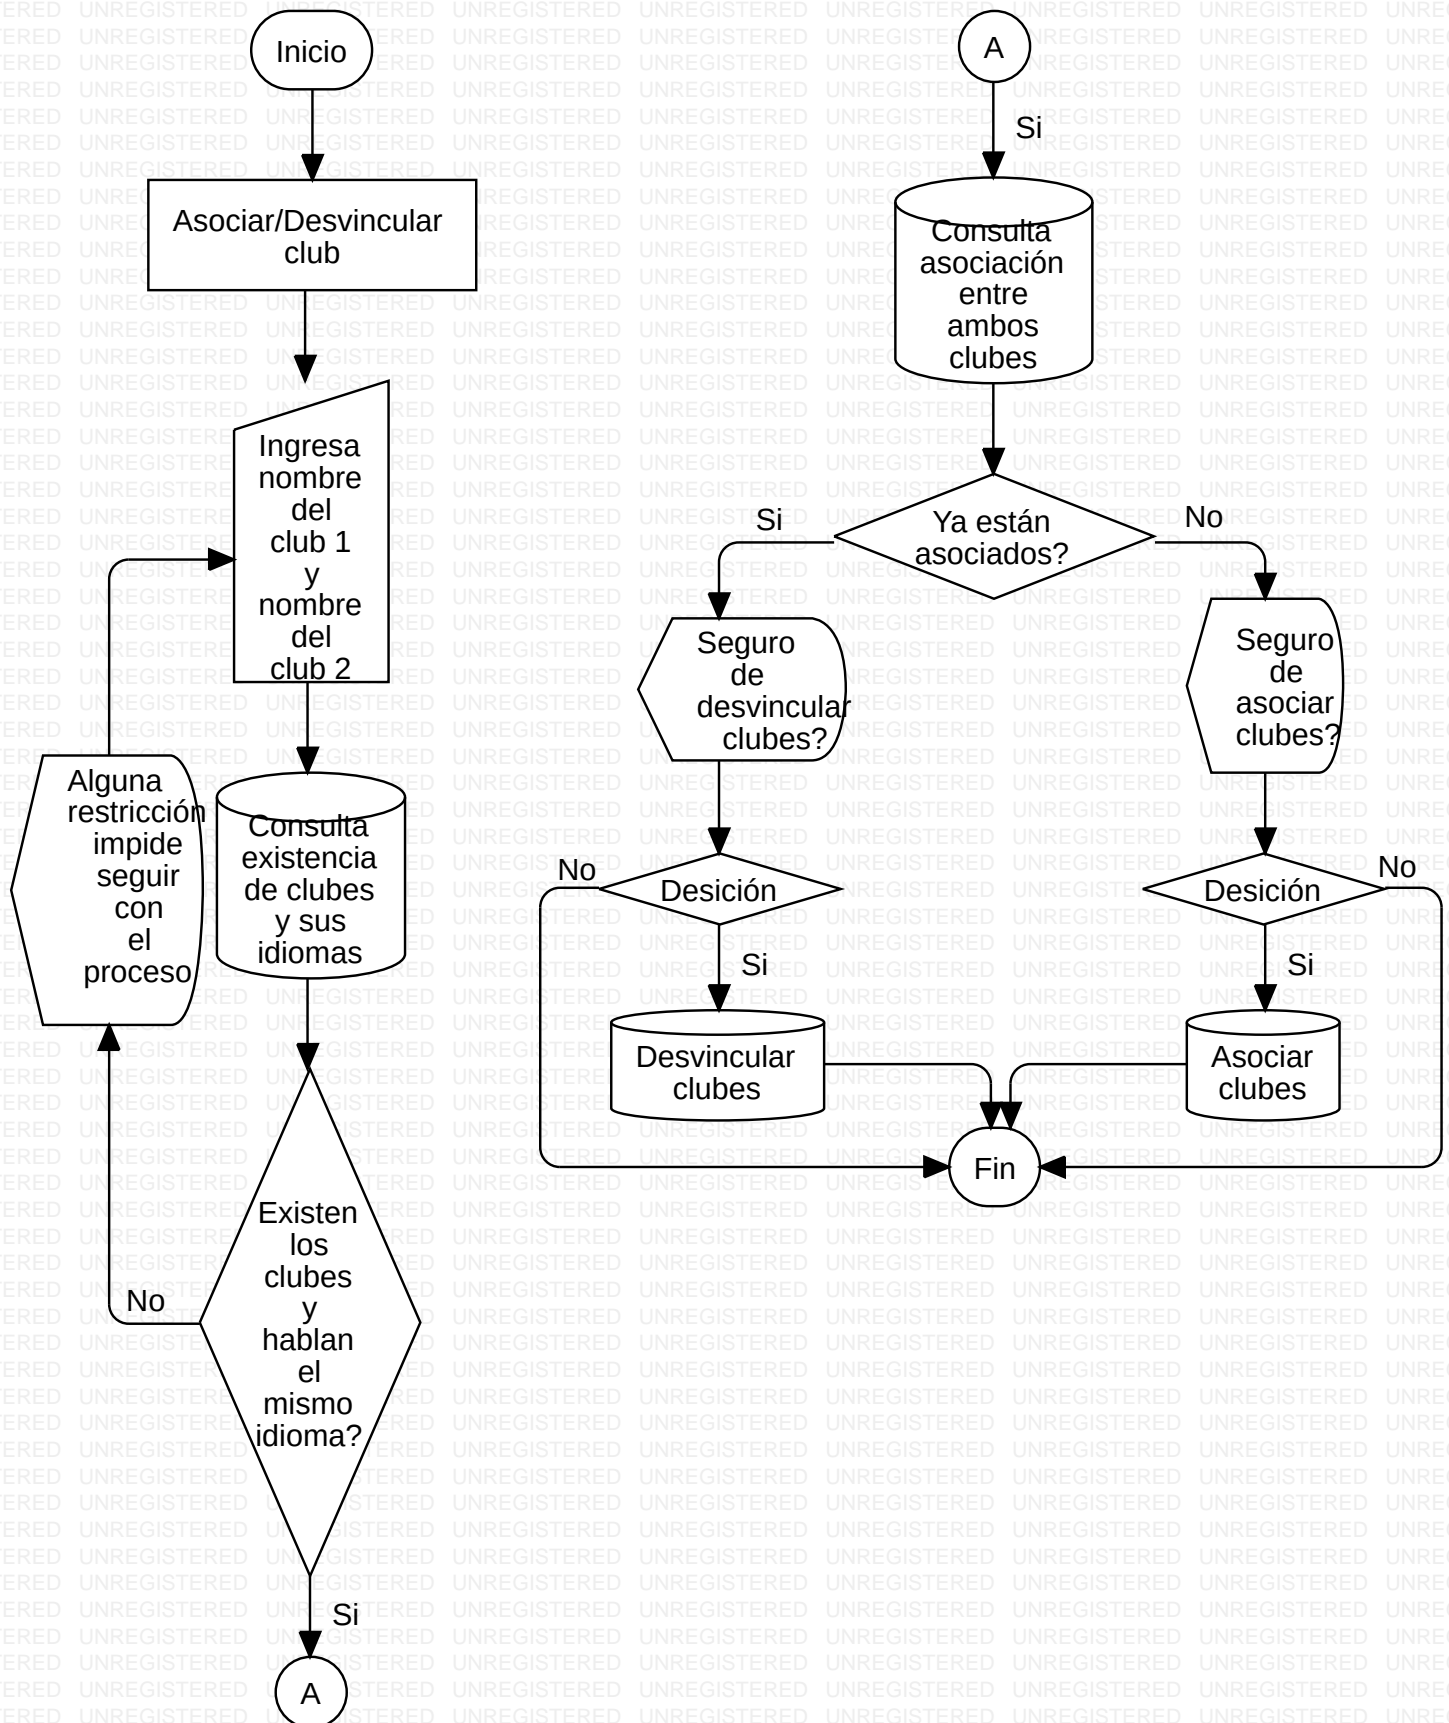 Inicio
Asociar/Desvincular
club
Ingresa
nombre
del
club 1
y
nombre
del
club 2
Alguna
restricción
impide
seguir
con
el
proceso
Consulta
existencia
de clubes
y sus
idiomas
Existen
los
clubes
y
hablan
el
mismo
idioma?
No
Si
A
A
Si
Consulta
asociación
entre
ambos
clubes
Ya están
asociados?
Si
No
Seguro
de
desvincular
clubes?
Seguro
de
asociar
clubes?
No
Desición
Si
Desición
No
Si
Desvincular
clubes
Asociar
clubes
Fin
UNREGISTERED